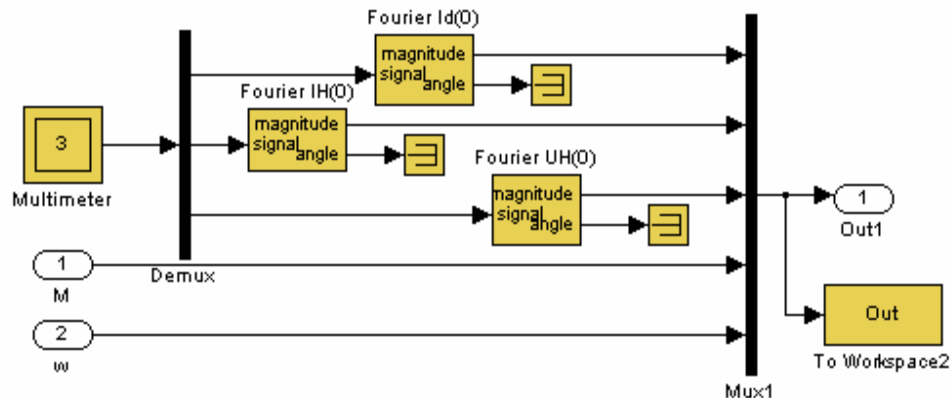 Fourier Id(0)
magnitude
signal
angle
Fourier IH(0)
magnitude
signal
angle
3
Multimeter
Fourier UH(0)
magnitude
signal
angle
1
Out1
1
M
Demux
2
w
Out
To Workspace2
Mux1